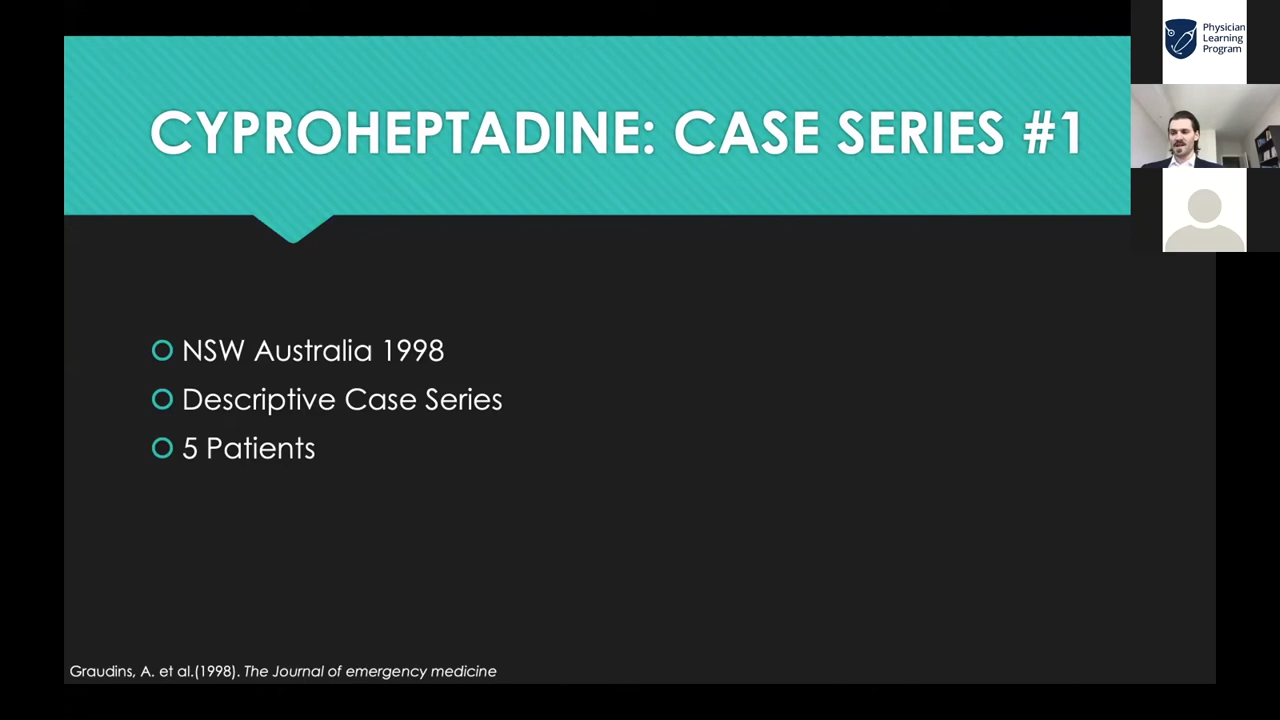 CYPROHEPTADINE: CASE SERIES #1
Physician
Learning
Program
NSW Australia 1998
Descriptive Case Series
5 Patients
Graudins, A. et al.(1998). The Journal of emergency medicine